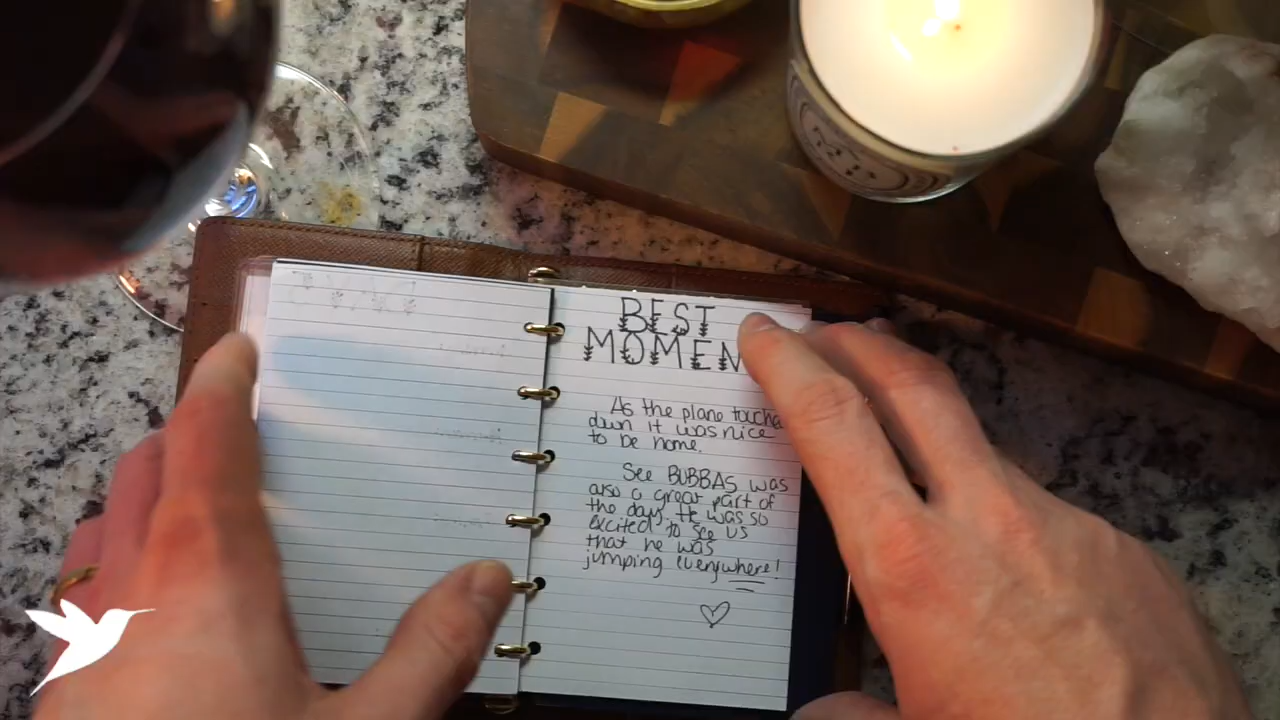 BEST
MOMEN
As the plane touched
down it was nice
to be home.
See BUBBAS was
also a great part of
the day. He was so
excited to see us
that he was
jumping everywhere!